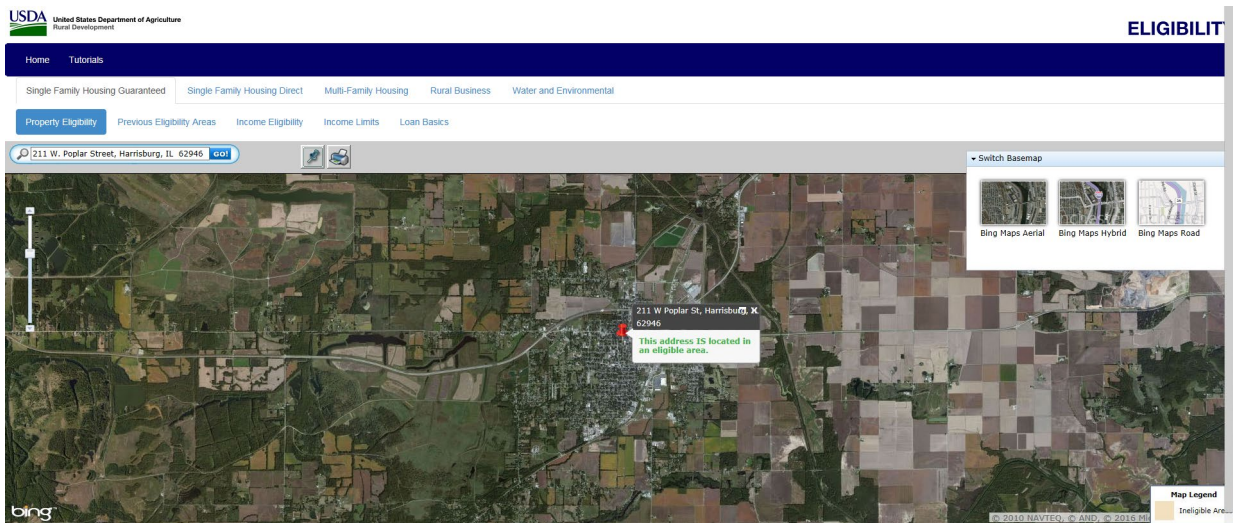 USDA United States Department of Agriculture
Rural Development
ELIGIBILITY
Home Tutorials
Single Family Housing Guaranteed Single Family Housing Direct Multi-Family Housing Rural Business Water and Environmental
Property Eligibility Previous Eligibility Areas Income Eligibility Income Limits Loan Basics
211 W. Poplar Street, Harrisburg, IL 62946 GO!
Switch Basemap
Bing Maps Aerial Bing Maps Hybrid Bing Maps Road
211 W Poplar St, Harrisburg, X
62946
This address IS located in
an eligible area.
Map Legend
Ineligible Are...
bing
© 2010 NAVTEQ, © AND, © 2016 Mi